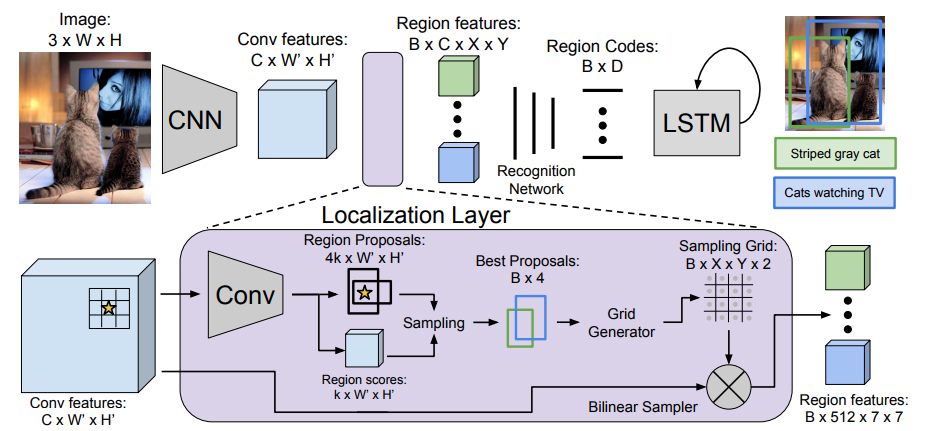 Image:
3 x W x H
CNN
Conv features:
C x W' x H'
Region features:
B x C x X x Y
Recognition
Network
Region Codes:
B x D
LSTM
Striped gray cat
Cats watching TV
Localization Layer
Conv features:
C x W' x H'
Conv
Region Proposals:
4k x W' x H'
Region scores:
k x W' x H'
Sampling
Best Proposals:
B x 4
Grid
Generator
Sampling Grid:
B x X x Y x 2
Bilinear Sampler
Region features:
B x 512 x 7 x 7